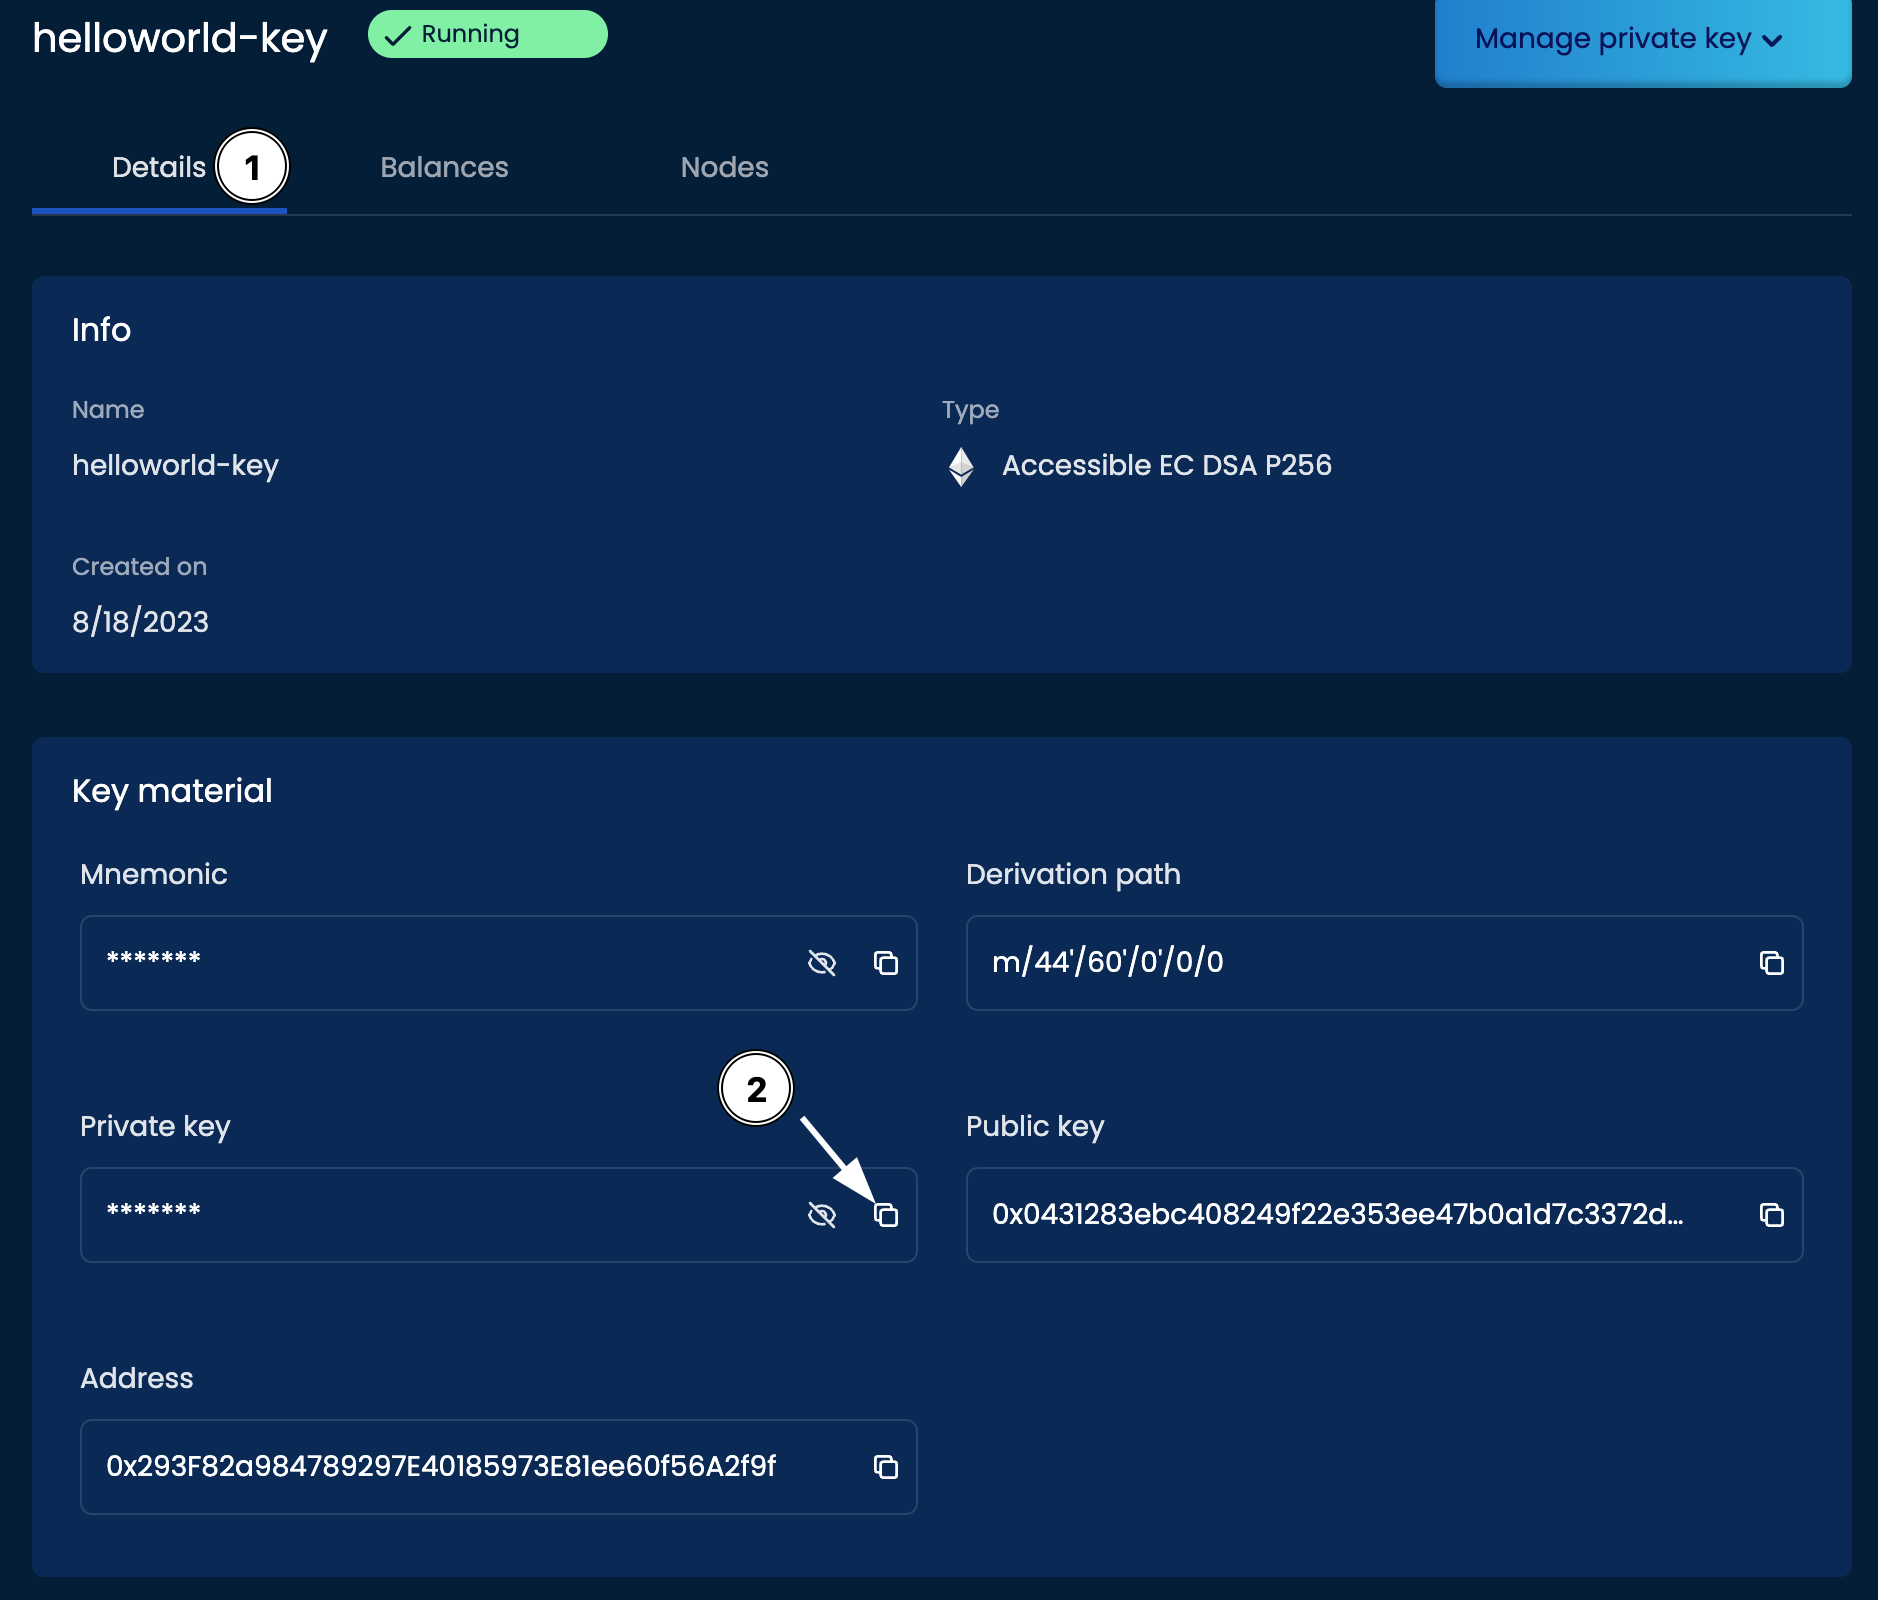 helloworld-key
Running
Manage private key
Details
1
Balances
Nodes
Info
Name
Type
helloworld-key
Accessible EC DSA P256
Created on
8/18/2023
Key material
Mnemonic
Derivation path
*******
m/44'/60'/0'/0/0
2
Private key
Public key
*******
0x0431283ebc408249f22e353ee47b0a1d7c3372d...
Address
0x293F82a984789297E40185973E81ee60f56A2f9f